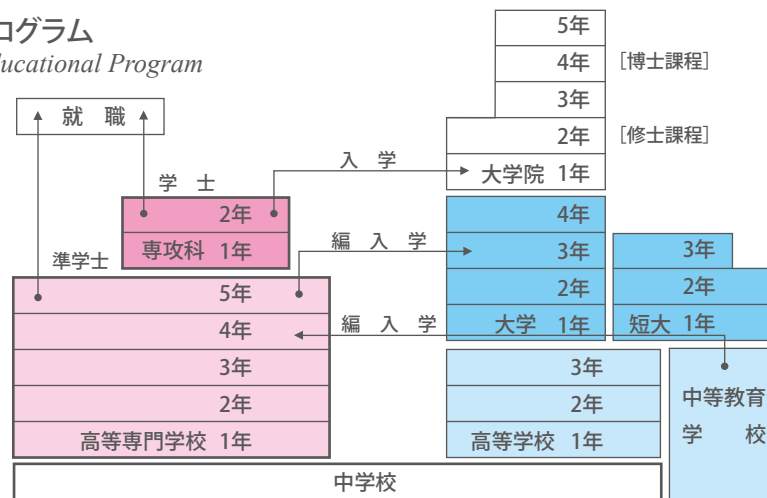 ログラム
ducational Program
就 職
学 士
2年
専攻科 1年
準学士
5年
4年
3年
2年
高等専門学校 1年
入 学
編 入 学
編 入 学
5年
4年 [博士課程]
3年
2年 [修士課程]
大学院 1年
4年
3年
2年
大学 1年
3年
2年
短大 1年
3年
2年
高等学校 1年
中等教育
学 校
中学校